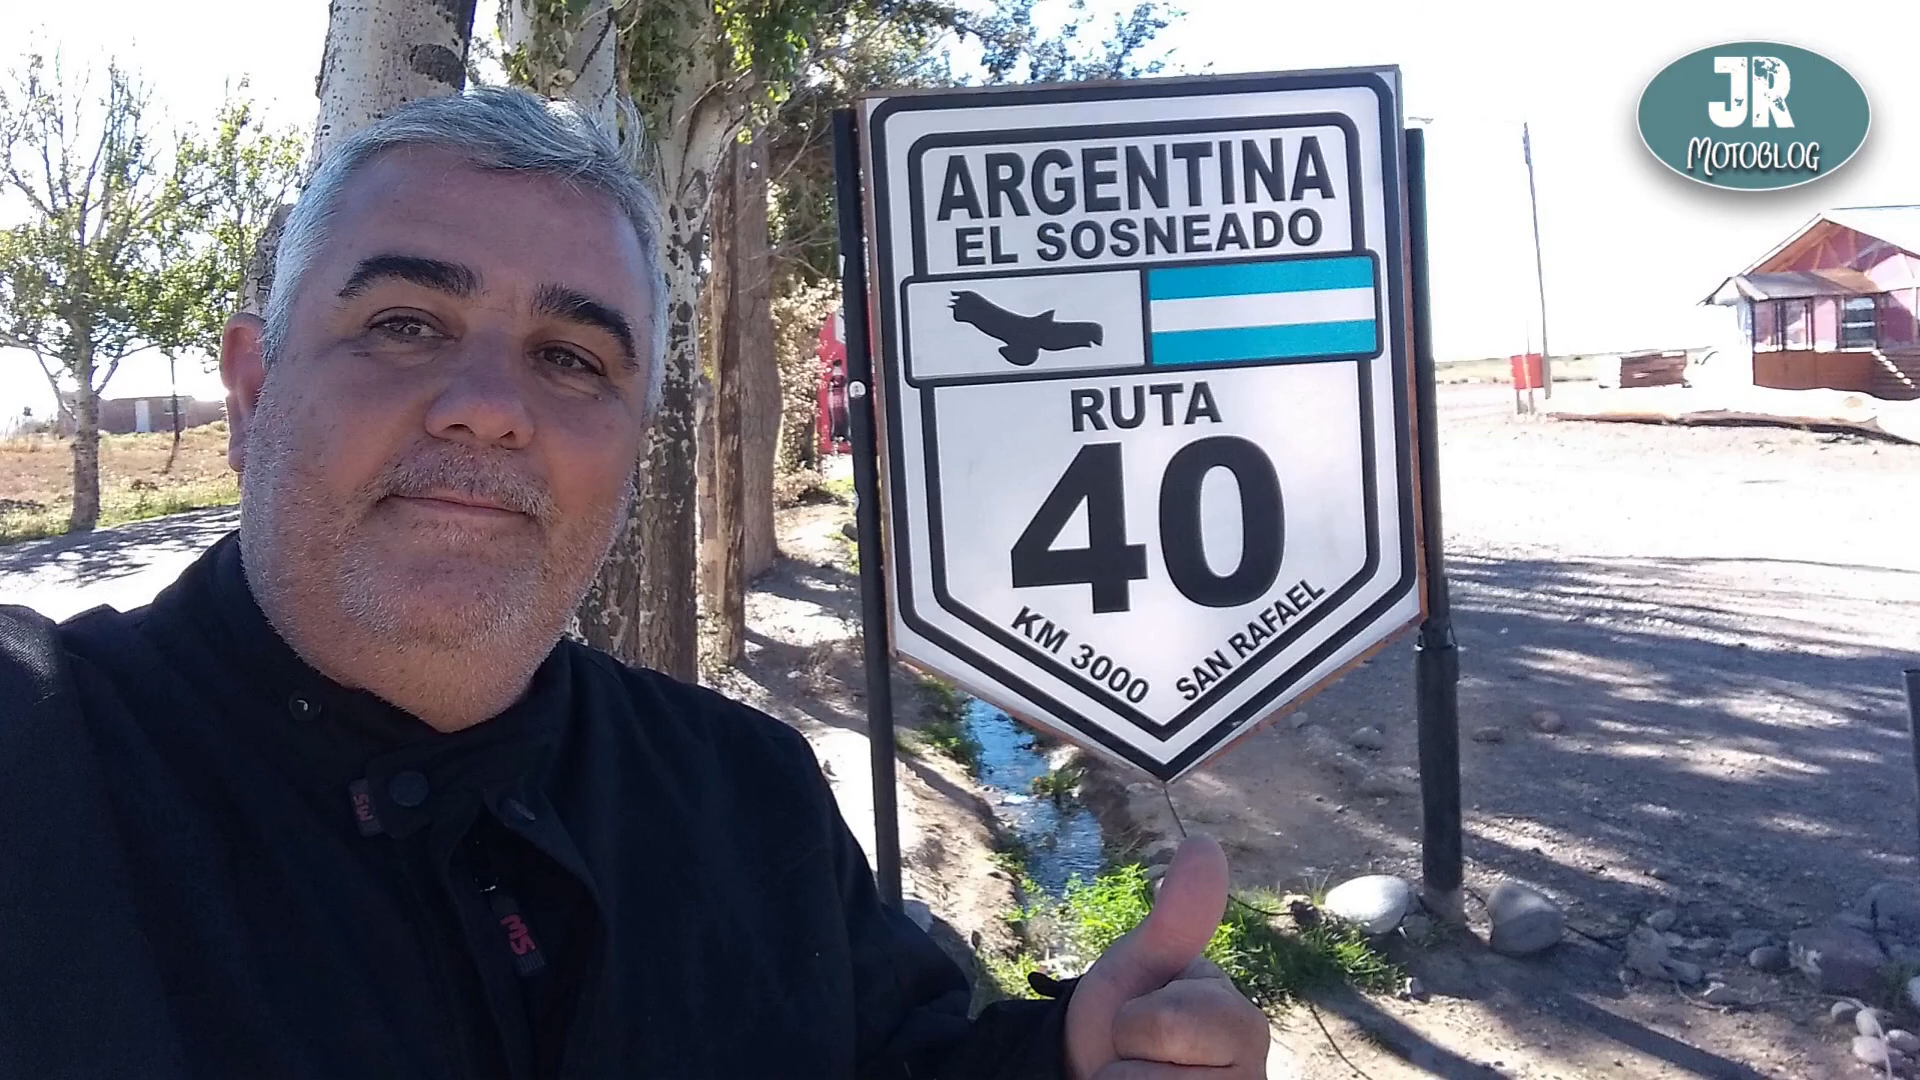 JR
MOTOBLOG
ARGENTINA
EL SOSNEADO
RUTA
40
KM 3000
SAN RAFAEL